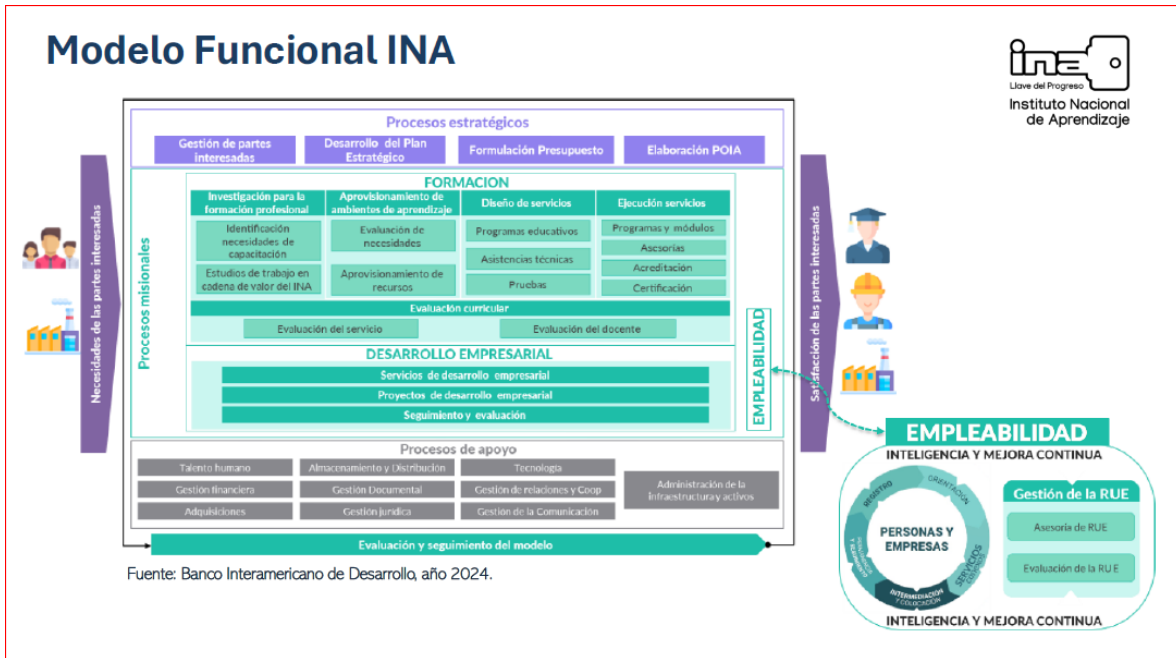 Modelo Funcional INA
ina
Llave del Progreso
Instituto Nacional
de Aprendizaje
Necesidades de las partes interesadas
Procesos estratégicos
Gestión de partes
interesadas
Desarrollo del Plan
Estratégico
Formulación Presupuesto
Elaboración POIA
Procesos misionales
FORMACION
Investigación para la
formación profesional
Identificación
necesidades de
capacitación
Estudios de trabajo en
cadena de valor del INA
Aprovisionamiento de
ambientes de aprendizaje
Evaluación de
necesidades
Aprovisionamiento de
recursos
Diseño de servicios
Programas educativos
Asistencias técnicas
Pruebas
Ejecución servicios
Programas y módulos
Asesorías
Acreditación
Certificación
Evaluación curricular
Evaluación del servicio
Evaluación del docente
DESARROLLO EMPRESARIAL
Servicios de desarrollo empresarial
Proyectos de desarrollo empresarial
Seguimiento y evaluación
EMPLEABILIDAD
Procesos de apoyo
Talento humano
Almacenamiento y Distribución
Tecnología
Gestión financiera
Gestión Documental
Gestión de relaciones y Coop
Adquisiciones
Gestión jurídica
Gestión de la Comunicación
Administración de la
infraestructura y activos
Satisfacción de las partes interesadas
Evaluación y seguimiento del modelo
Fuente: Banco Interamericano de Desarrollo, año 2024.
EMPLEABILIDAD
INTELIGENCIA Y MEJORA CONTINUA
REGISTRO
ORIENTACIÓN
SERVICIOS
INTERMEDIACIÓN
Y COLOCACIÓN
PERSONAS Y
EMPRESAS
Gestión de la RUE
Asesoría de RUE
Evaluación de la RUE
INTELIGENCIA Y MEJORA CONTINUA